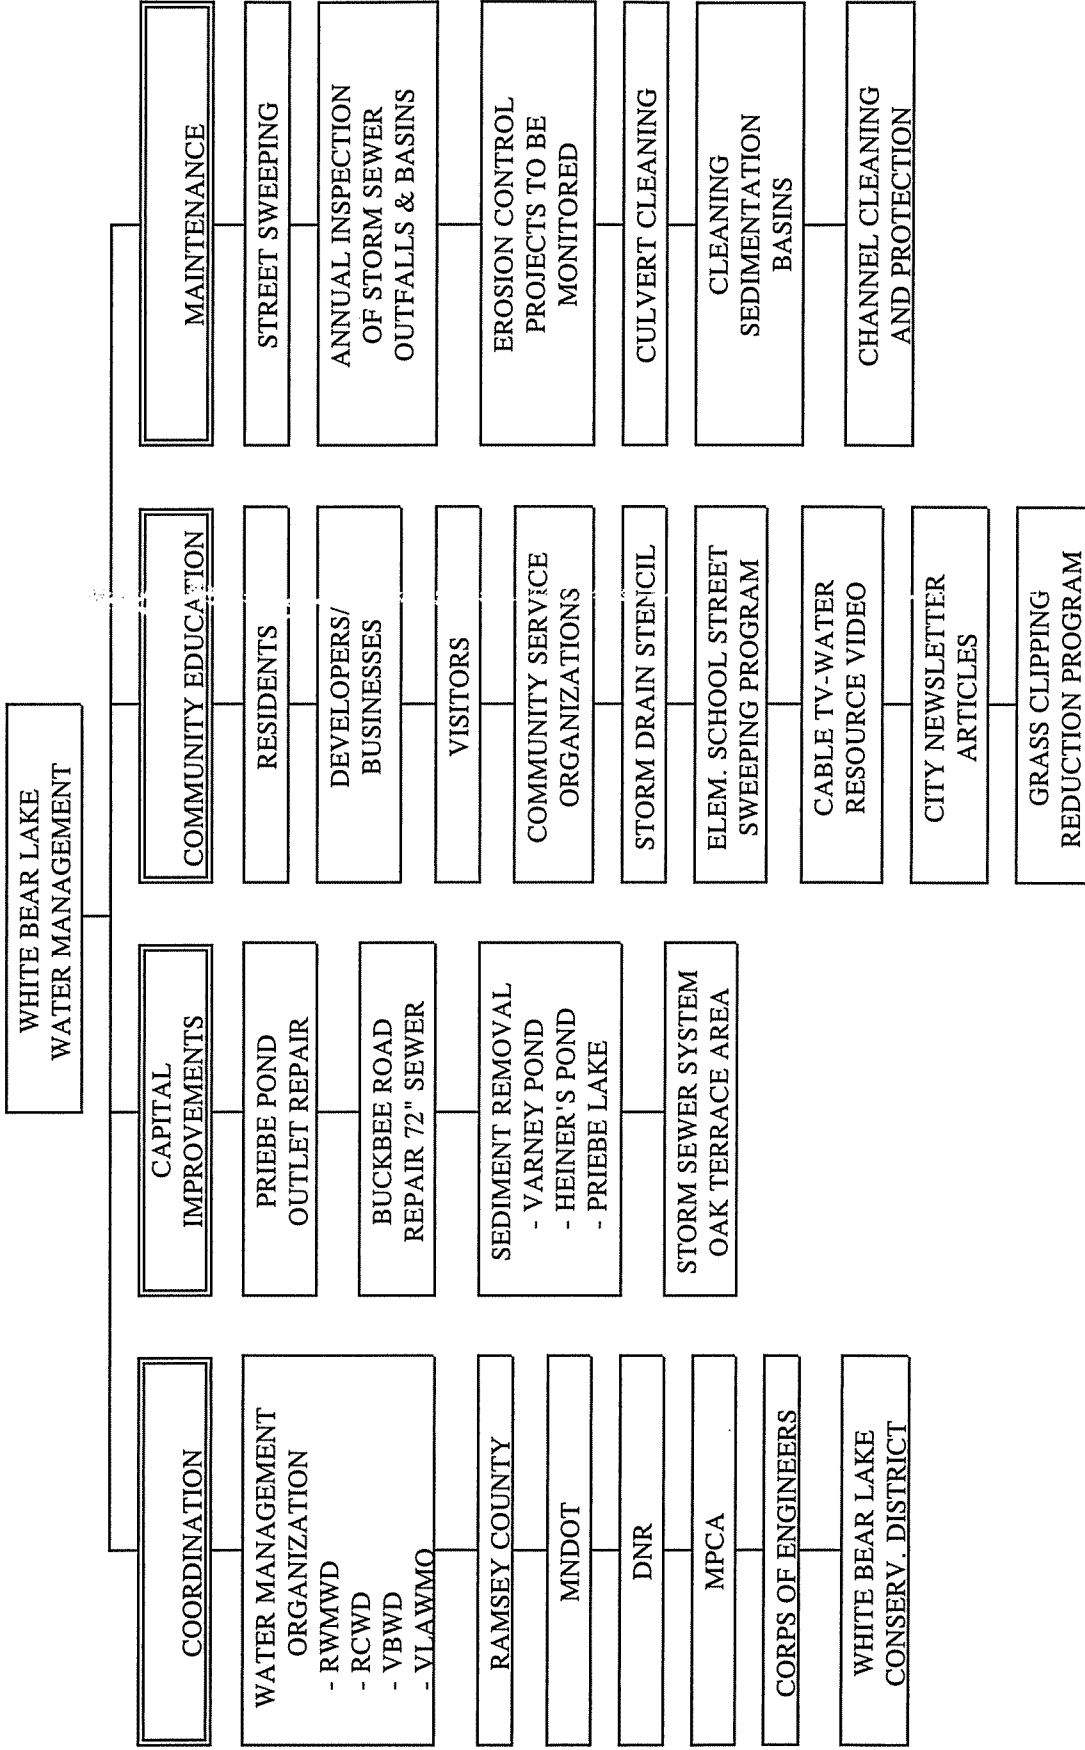 WHITE BEAR LAKE
WATER MANAGEMENT
COORDINATION
WATER MANAGEMENT
ORGANIZATION
- RWMWD
- RCWD
- VBWD
- VLAWMO
RAMSEY COUNTY
MNDOT
DNR
MPCA
CORPS OF ENGINEERS
WHITE BEAR LAKE
CONSERV. DISTRICT
CAPITAL
IMPROVEMENTS
PRIEBE POND
OUTLET REPAIR
BUCKBEE ROAD
REPAIR 72" SEWER
SEDIMENT REMOVAL
- VARNEY POND
- HEINER'S POND
- PRIEBE LAKE
STORM SEWER SYSTEM
OAK TERRACE AREA
COMMUNITY EDUCATION
RESIDENTS
DEVELOPERS/
BUSINESSES
VISITORS
COMMUNITY SERVICE
ORGANIZATIONS
STORM DRAIN STENCIL
ELEM. SCHOOL STREET
SWEEPING PROGRAM
CABLE TV-WATER
RESOURCE VIDEO
CITY NEWSLETTER
ARTICLES
GRASS CLIPPING
REDUCTION PROGRAM
MAINTENANCE
STREET SWEEPING
ANNUAL INSPECTION
OF STORM SEWER
OUTFALLS & BASINS
EROSION CONTROL
PROJECTS TO BE
MONITORED
CULVERT CLEANING
CLEANING
SEDIMENTATION
BASINS
CHANNEL CLEANING
AND PROTECTION